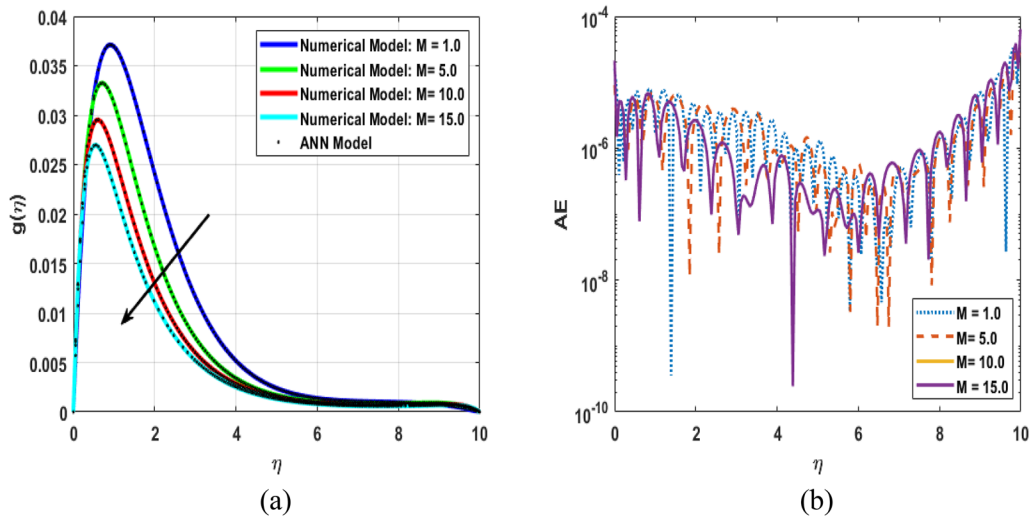 0.04
0.035
0.03
0.025
0.02
0.015
0.01
0.005
0
g(η)
0 2 4 6 8 10
η
Numerical Model: M = 1.0
Numerical Model: M= 5.0
Numerical Model: M= 10.0
Numerical Model: M= 15.0
ANN Model
(a)
10^-4
10^-6
10^-8
10^-10
AE
0 2 4 6 8 10
η
M = 1.0
M= 5.0
M= 10.0
M = 15.0
(b)